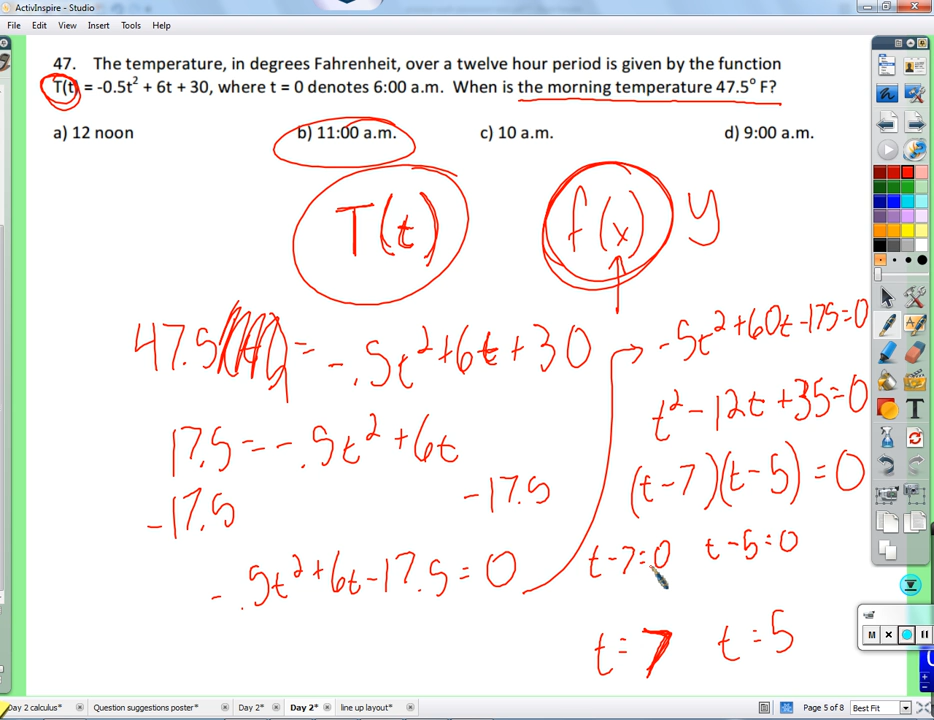 ActivInspire - Studio
File Edit View Insert Tools Help
47. The temperature, in degrees Fahrenheit, over a twelve hour period is given by the function
T(t) = -0.5t² + 6t + 30, where t = 0 denotes 6:00 a.m. When is the morning temperature 47.5° F?
a) 12 noon b) 11:00 a.m. c) 10 a.m. d) 9:00 a.m.
T(t) f(x) y
47.5 = -.5t²+6t+30
-5t²+60t-175=0
t²-12t+35=0
17.5=-.5t²+6t
(t-7)(t-5)=0
-17.5 -17.5
-.5t²+6t-17.5=0
t-7=0 t-5=0
t=7 t=5
M
Day 2 calculus* Question suggestions poster* Day 2* Day 2* line up layout* Page 5 of 8 Best Fit